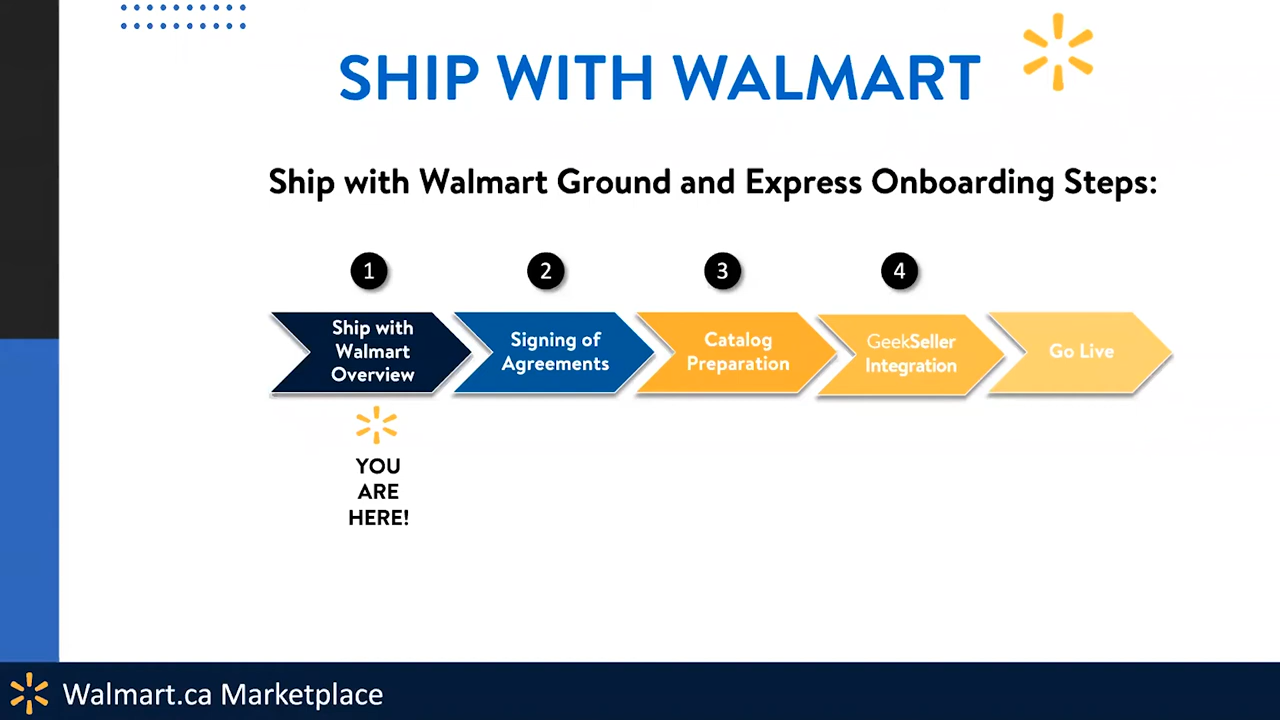 SHIP WITH WALMART
Ship with Walmart Ground and Express Onboarding Steps:
1
2
3
4
Ship with
Walmart
Overview
Signing of
Agreements
Catalog
Preparation
GeekSeller
Integration
Go Live
YOU
ARE
HERE!
Walmart.ca Marketplace